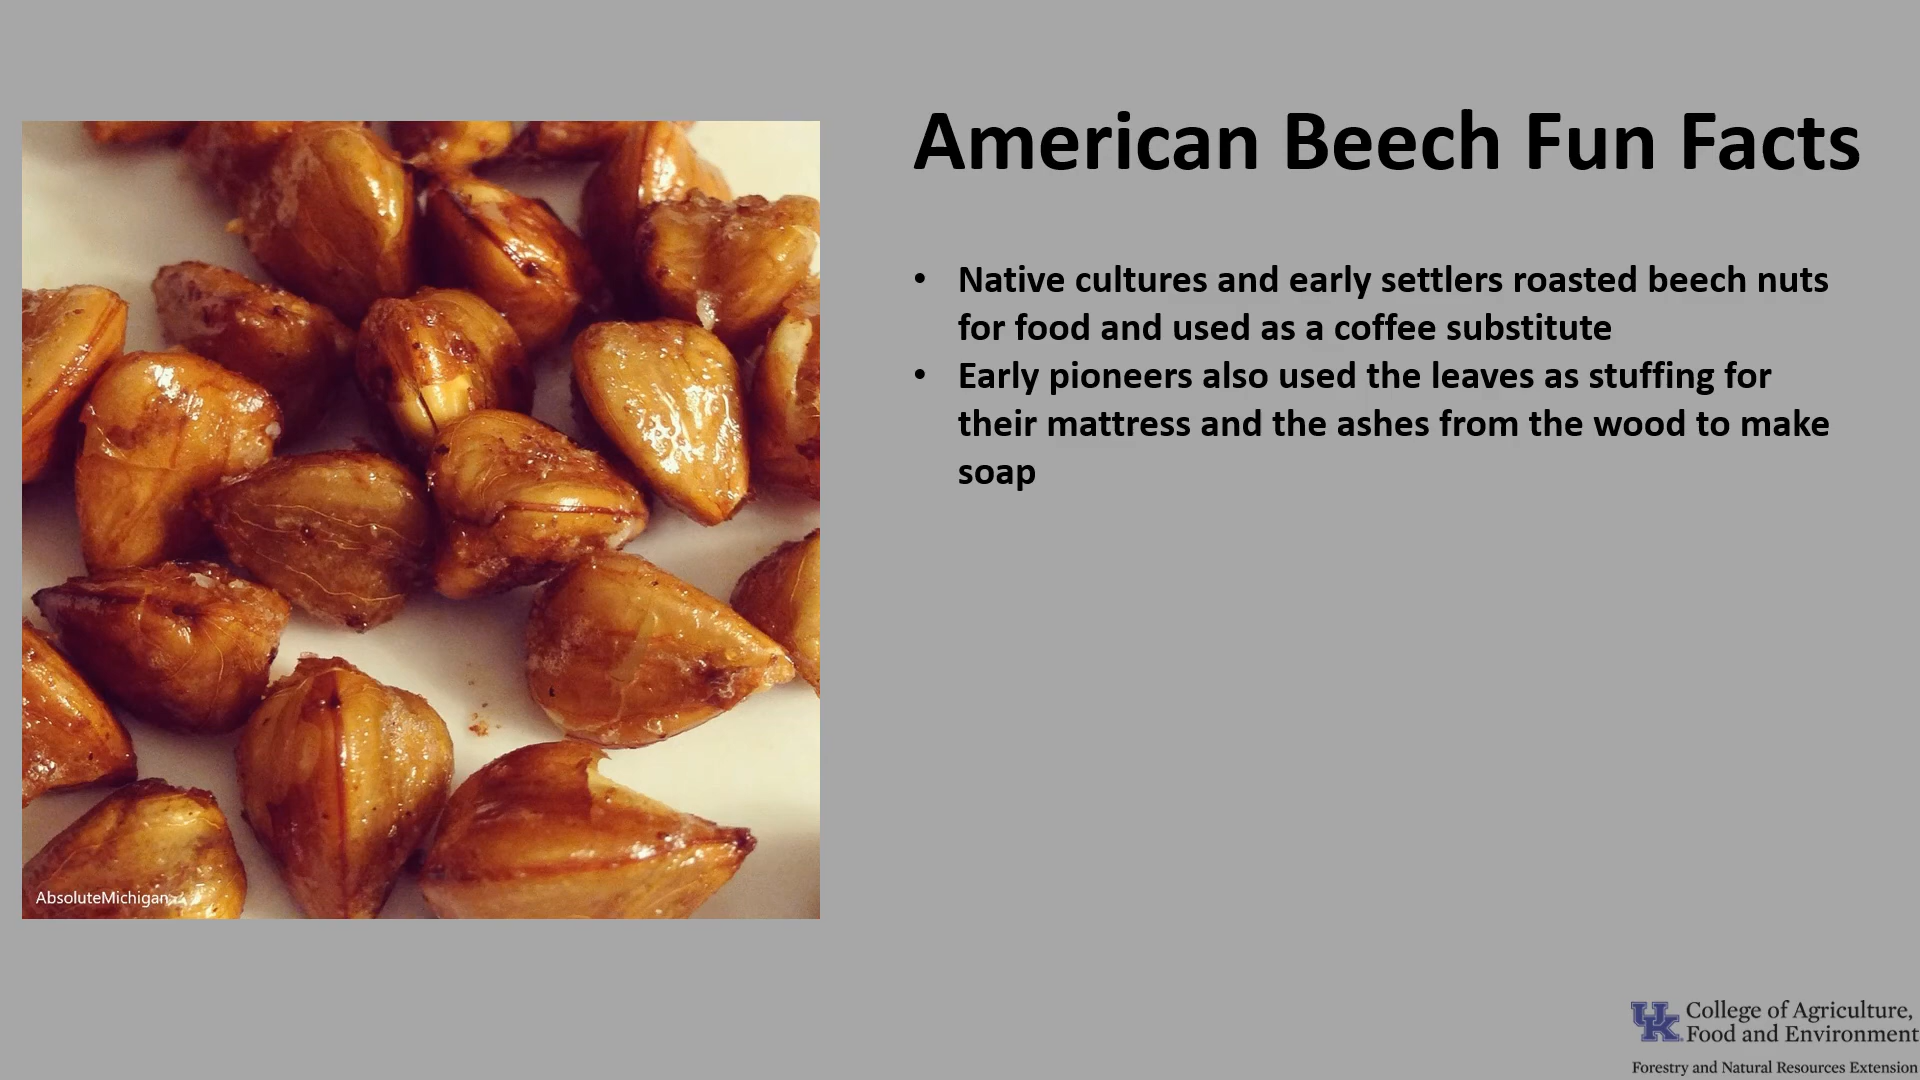 American Beech Fun Facts
• Native cultures and early settlers roasted beech nuts
for food and used as a coffee substitute
• Early pioneers also used the leaves as stuffing for
their mattress and the ashes from the wood to make
soap
AbsoluteMichigan
UK College of Agriculture,
Food and Environment
Forestry and Natural Resources Extension